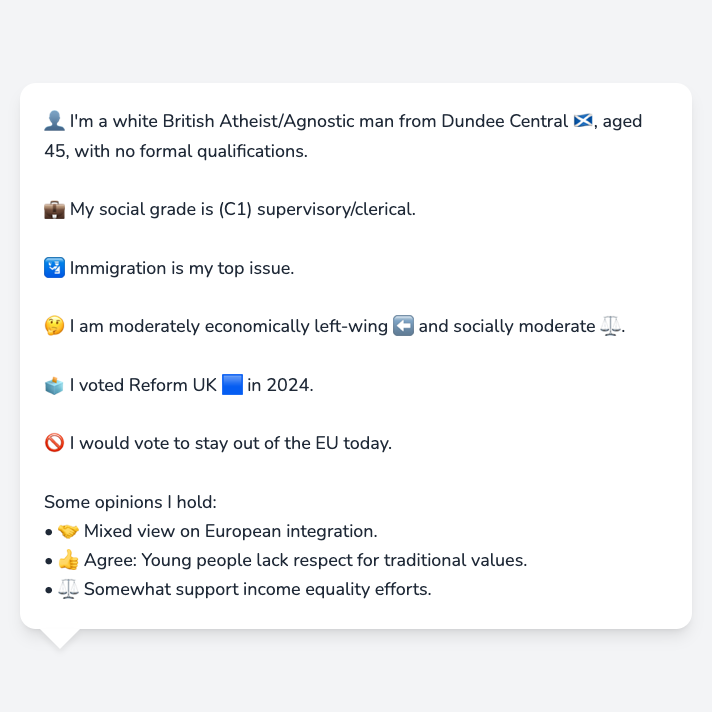 👤 I'm a white British Atheist/Agnostic man from Dundee Central 🏴󠁧󠁢󠁳󠁣󠁴󠁿, aged
45, with no formal qualifications.
💼 My social grade is (C1) supervisory/clerical.
🛂 Immigration is my top issue.
🤔 I am moderately economically left-wing ⬅️ and socially moderate ⚖️.
🗳️ I voted Reform UK 🟦 in 2024.
🚫 I would vote to stay out of the EU today.
Some opinions I hold:
• 🤝 Mixed view on European integration.
• 👍 Agree: Young people lack respect for traditional values.
• ⚖️ Somewhat support income equality efforts.